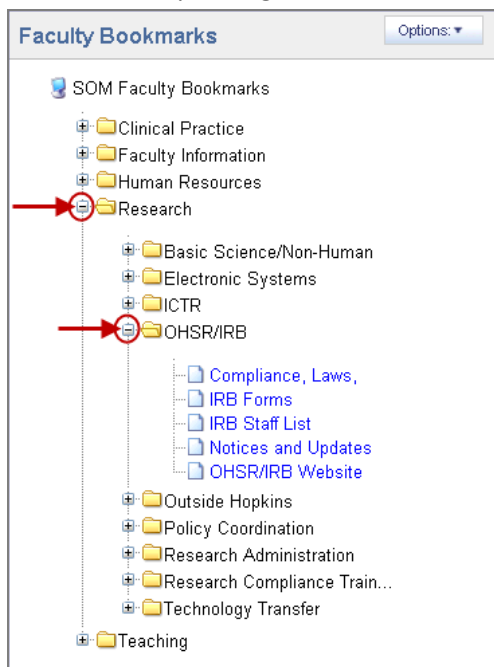 Faculty Bookmarks
Options:
SOM Faculty Bookmarks
Clinical Practice
Faculty Information
Human Resources
Research
Basic Science/Non-Human
Electronic Systems
ICTR
OHSR/IRB
Compliance, Laws,
IRB Forms
IRB Staff List
Notices and Updates
OHSR/IRB Website
Outside Hopkins
Policy Coordination
Research Administration
Research Compliance Train...
Technology Transfer
Teaching